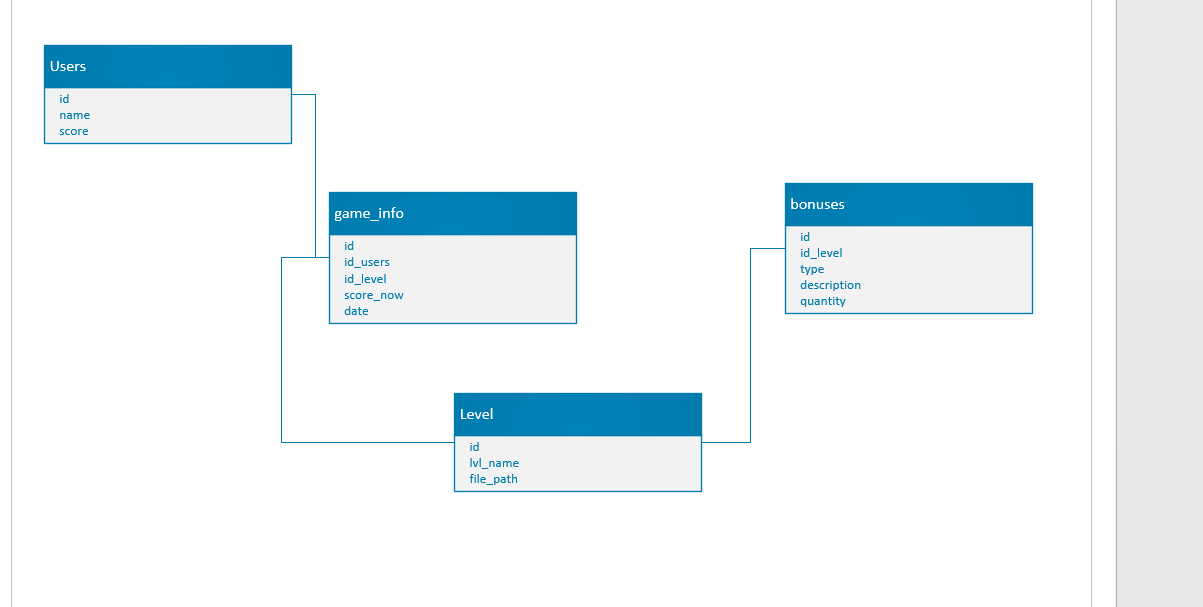 Users
id
name
score
game_info
id
id_users
id_level
score_now
date
bonuses
id
id_level
type
description
quantity
Level
id
lvl_name
file_path